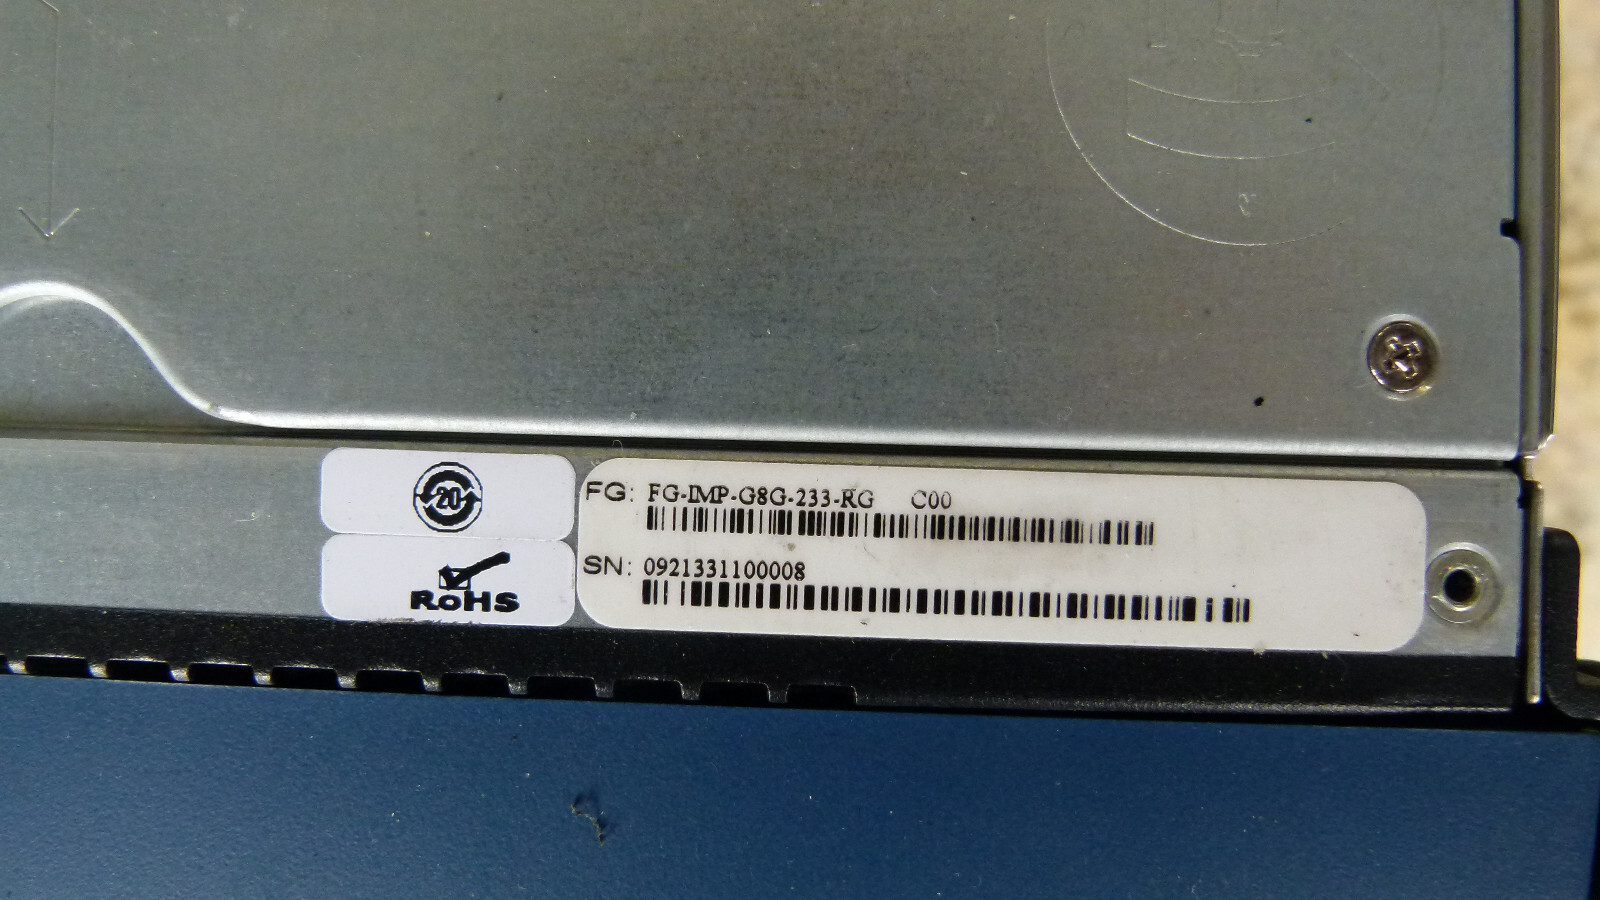 20
RoHS
FG: FG-IMP-G8G-233-RG C00
SN: 0921331100008